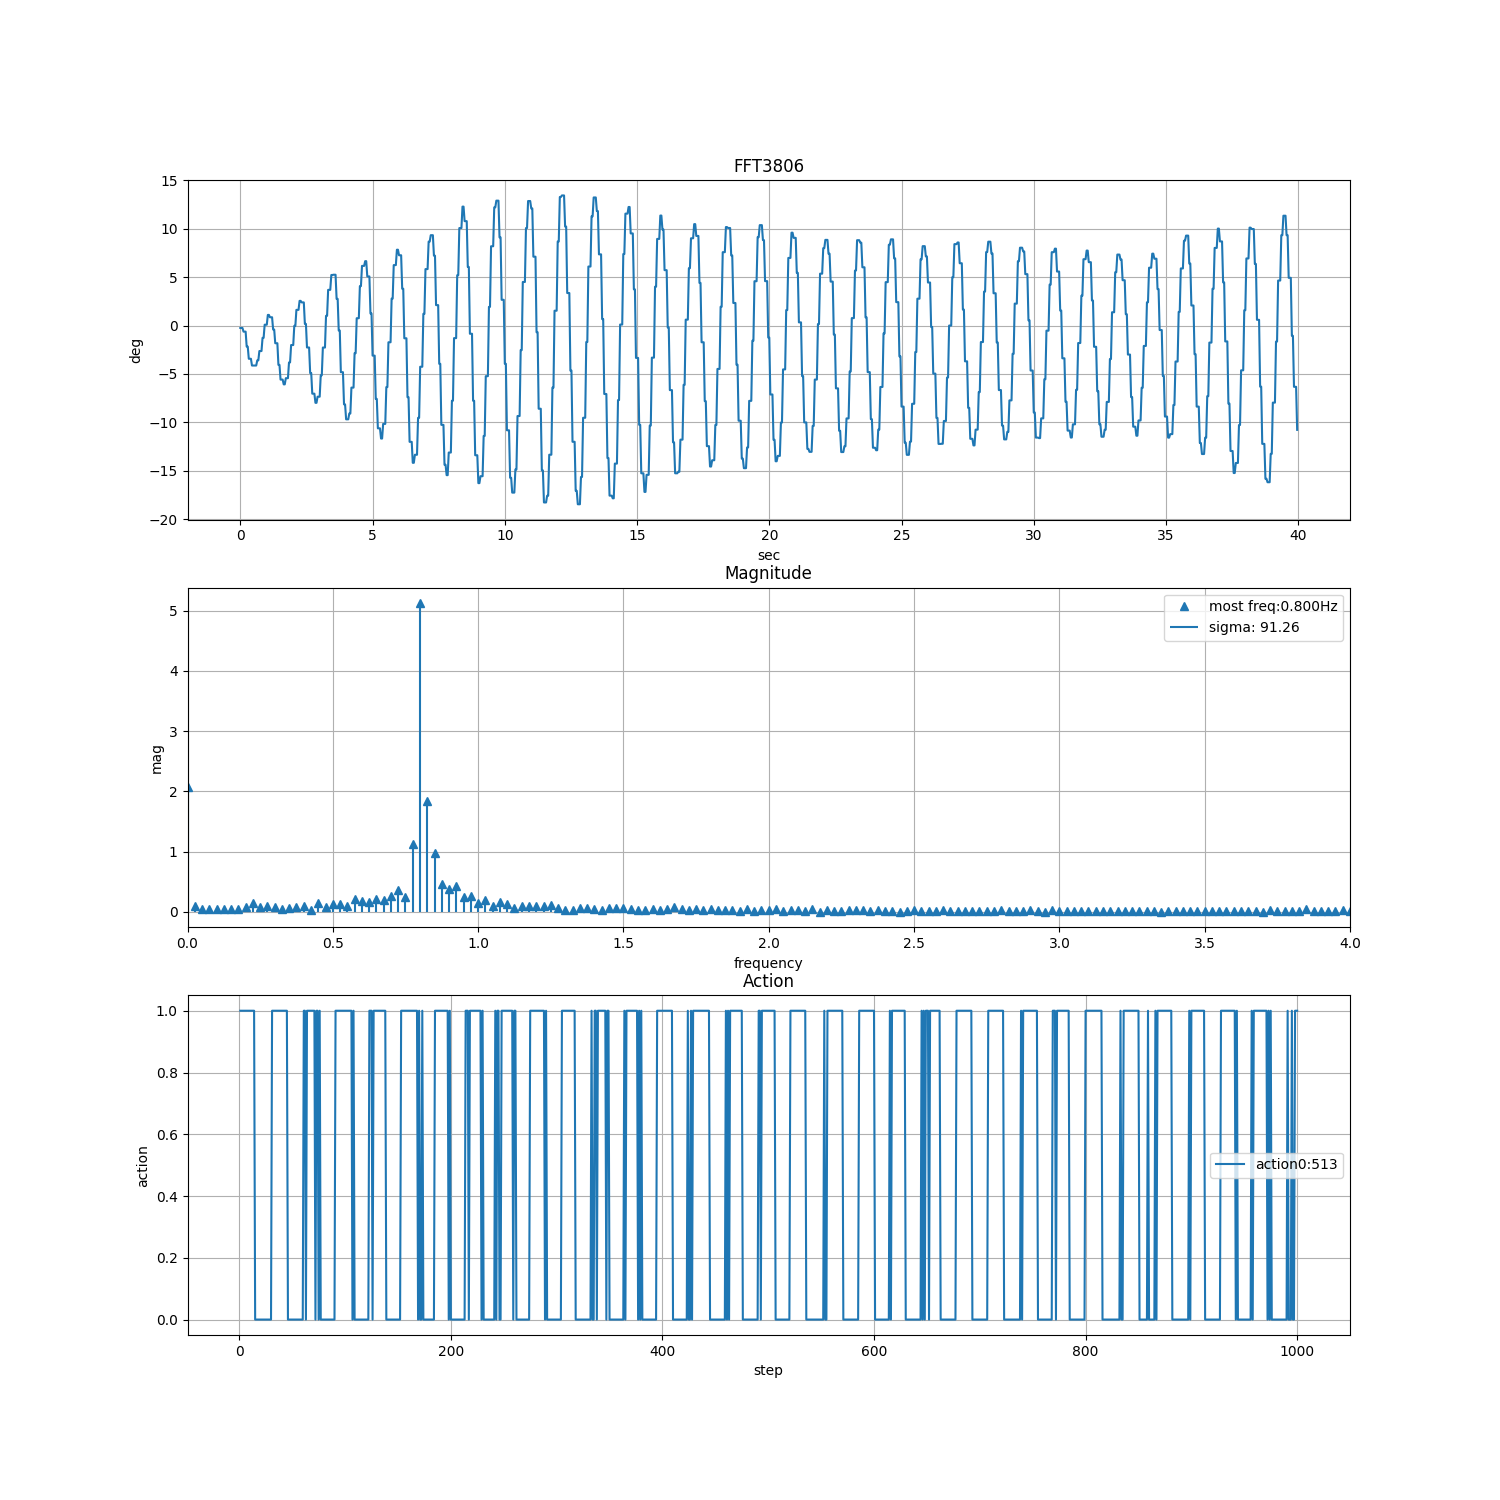 FFT3806
15
10
5
0
−5
−10
−15
−20
deg
0 5 10 15 20 25 30 35 40
sec
Magnitude
most freq:0.800Hz
sigma: 91.26
5
4
3
2
1
0
mag
0.0 0.5 1.0 1.5 2.0 2.5 3.0 3.5 4.0
frequency
Action
1.0
0.8
0.6
0.4
0.2
0.0
action
action0:513
0 200 400 600 800 1000
step